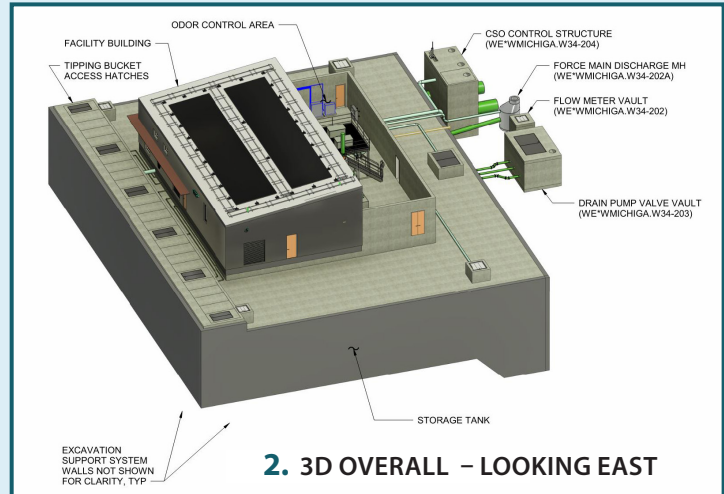 ODOR CONTROL AREA
FACILITY BUILDING
TIPPING BUCKET
ACCESS HATCHES
CSO CONTROL STRUCTURE
(WE*WMICHIGA.W34-204)
FORCE MAIN DISCHARGE MH
(WE*WMICHIGA.W34-202A)
FLOW METER VAULT
(WE*WMICHIGA.W34-202)
DRAIN PUMP VALVE VAULT
(WE*WMICHIGA.W34-203)
STORAGE TANK
EXCAVATION
SUPPORT SYSTEM
WALLS NOT SHOWN
FOR CLARITY, TYP
2. 3D OVERALL – LOOKING EAST